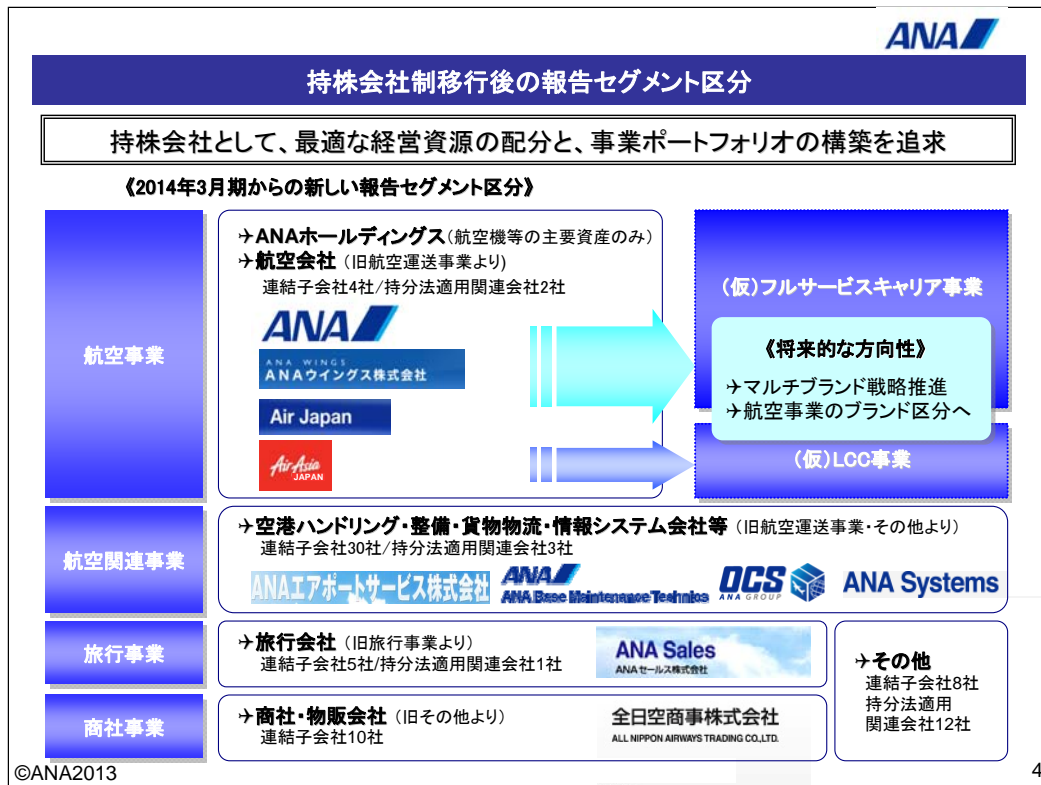 ANA
持株会社制移行後の報告セグメント区分
持株会社として、最適な経営資源の配分と、事業ポートフォリオの構築を追求
《2014年3月期からの新しい報告セグメント区分》
航空事業
✈ANAホールディングス(航空機等の主要資産のみ)
✈航空会社 (旧航空運送事業より)
連結子会社4社/持分法適用関連会社2社
ANA
ANA WINGS
ANAウイングス株式会社
Air Japan
AirAsia
JAPAN
(仮)フルサービスキャリア事業
《将来的な方向性》
✈マルチブランド戦略推進
✈航空事業のブランド区分へ
(仮)LCC事業
航空関連事業
✈空港ハンドリング・整備・貨物物流・情報システム会社等 (旧航空運送事業・その他より)
連結子会社30社/持分法適用関連会社3社
ANAエアポートサービス株式会社
ANA
ANA Base Maintenance Technics
OCS
ANA GROUP
ANA Systems
旅行事業
✈旅行会社 (旧旅行事業より)
連結子会社5社/持分法適用関連会社1社
ANA Sales
ANAセールス株式会社
商社事業
✈商社・物販会社 (旧その他より)
連結子会社10社
全日空商事株式会社
ALL NIPPON AIRWAYS TRADING CO.,LTD.
✈その他
連結子会社8社
持分法適用
関連会社12社
©ANA2013
4